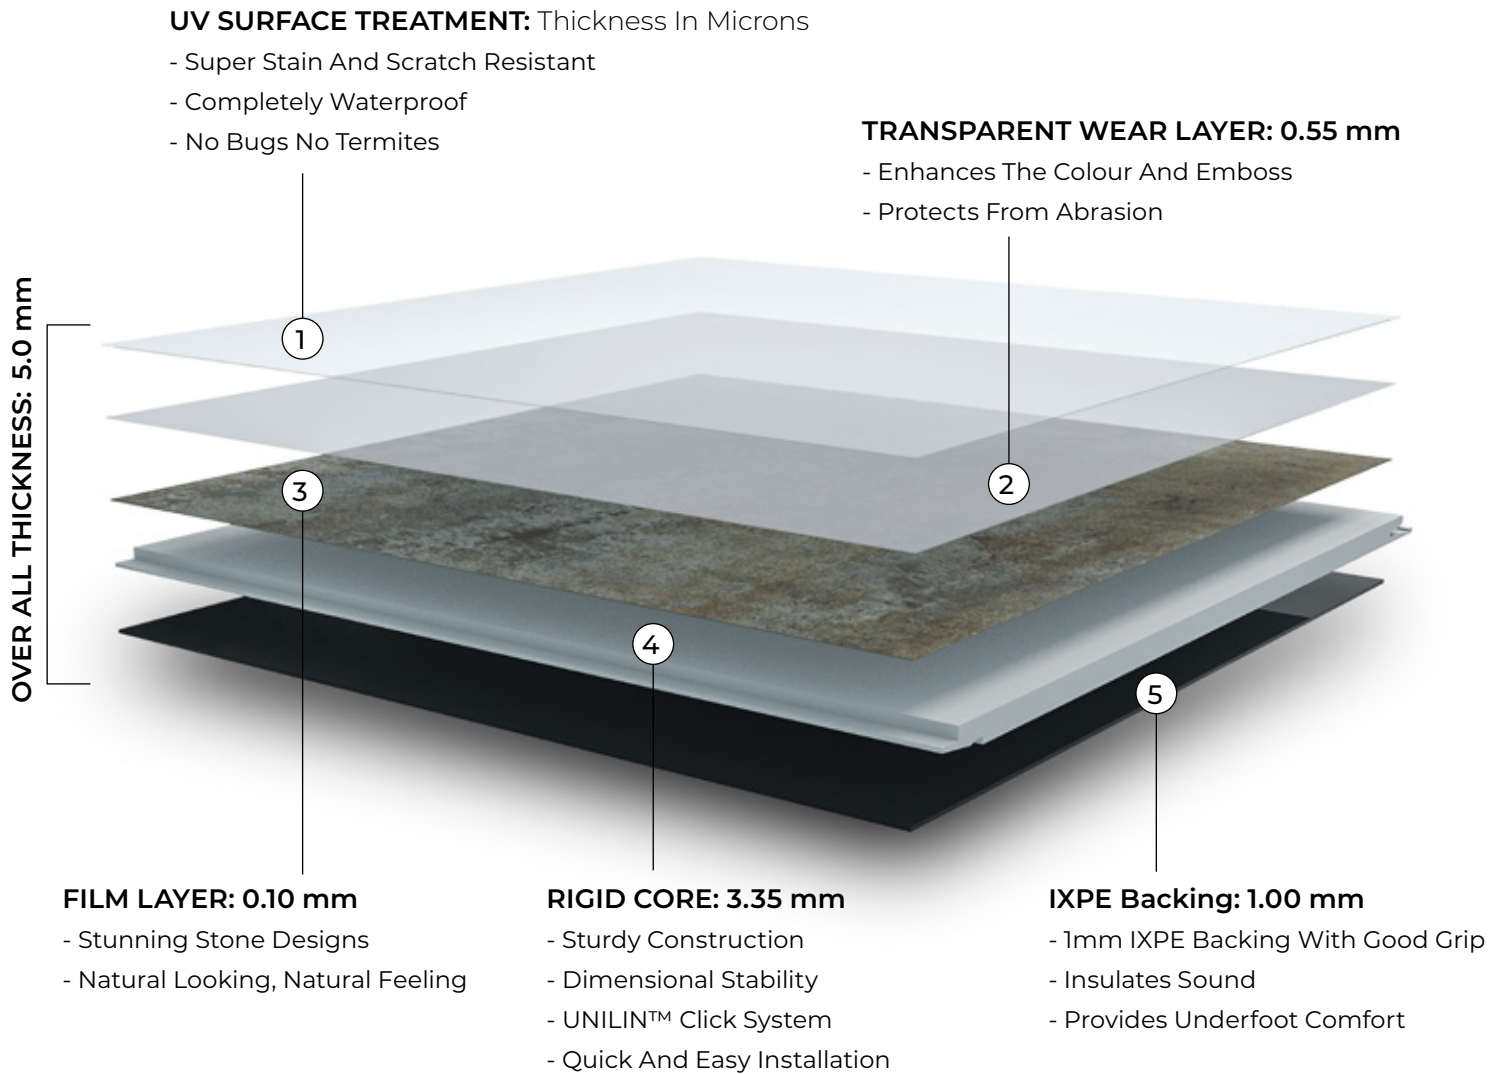 UV SURFACE TREATMENT: Thickness In Microns
- Super Stain And Scratch Resistant
- Completely Waterproof
- No Bugs No Termites
TRANSPARENT WEAR LAYER: 0.55 mm
- Enhances The Colour And Emboss
- Protects From Abrasion
OVER ALL THICKNESS: 5.0 mm
1
2
3
4
5
FILM LAYER: 0.10 mm
- Stunning Stone Designs
- Natural Looking, Natural Feeling
RIGID CORE: 3.35 mm
- Sturdy Construction
- Dimensional Stability
- UNILIN™ Click System
- Quick And Easy Installation
IXPE Backing: 1.00 mm
- 1mm IXPE Backing With Good Grip
- Insulates Sound
- Provides Underfoot Comfort